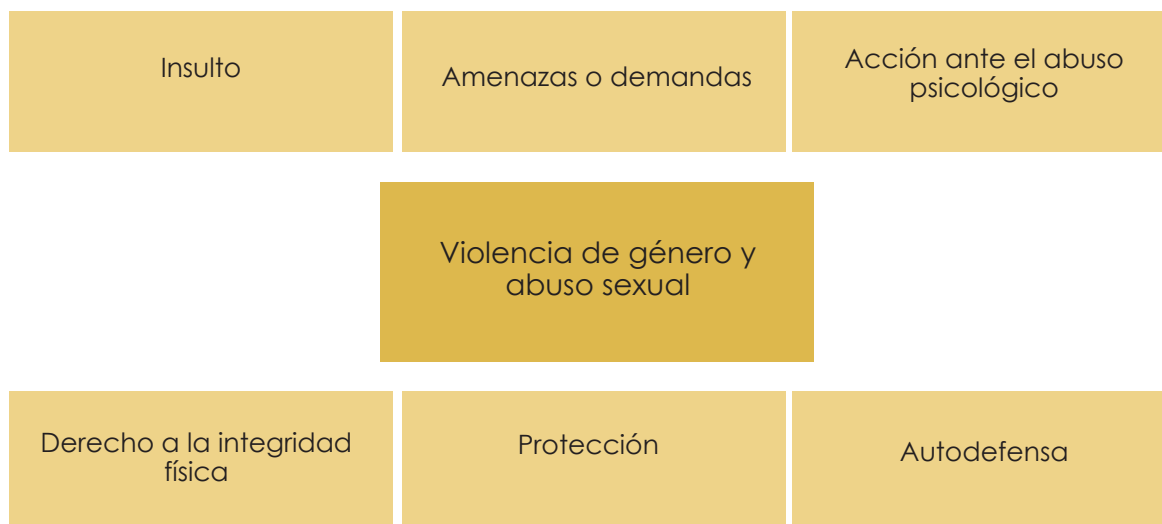 Insulto
Amenazas o demandas
Acción ante el abuso
psicológico
Violencia de género y
abuso sexual
Derecho a la integridad
física
Protección
Autodefensa